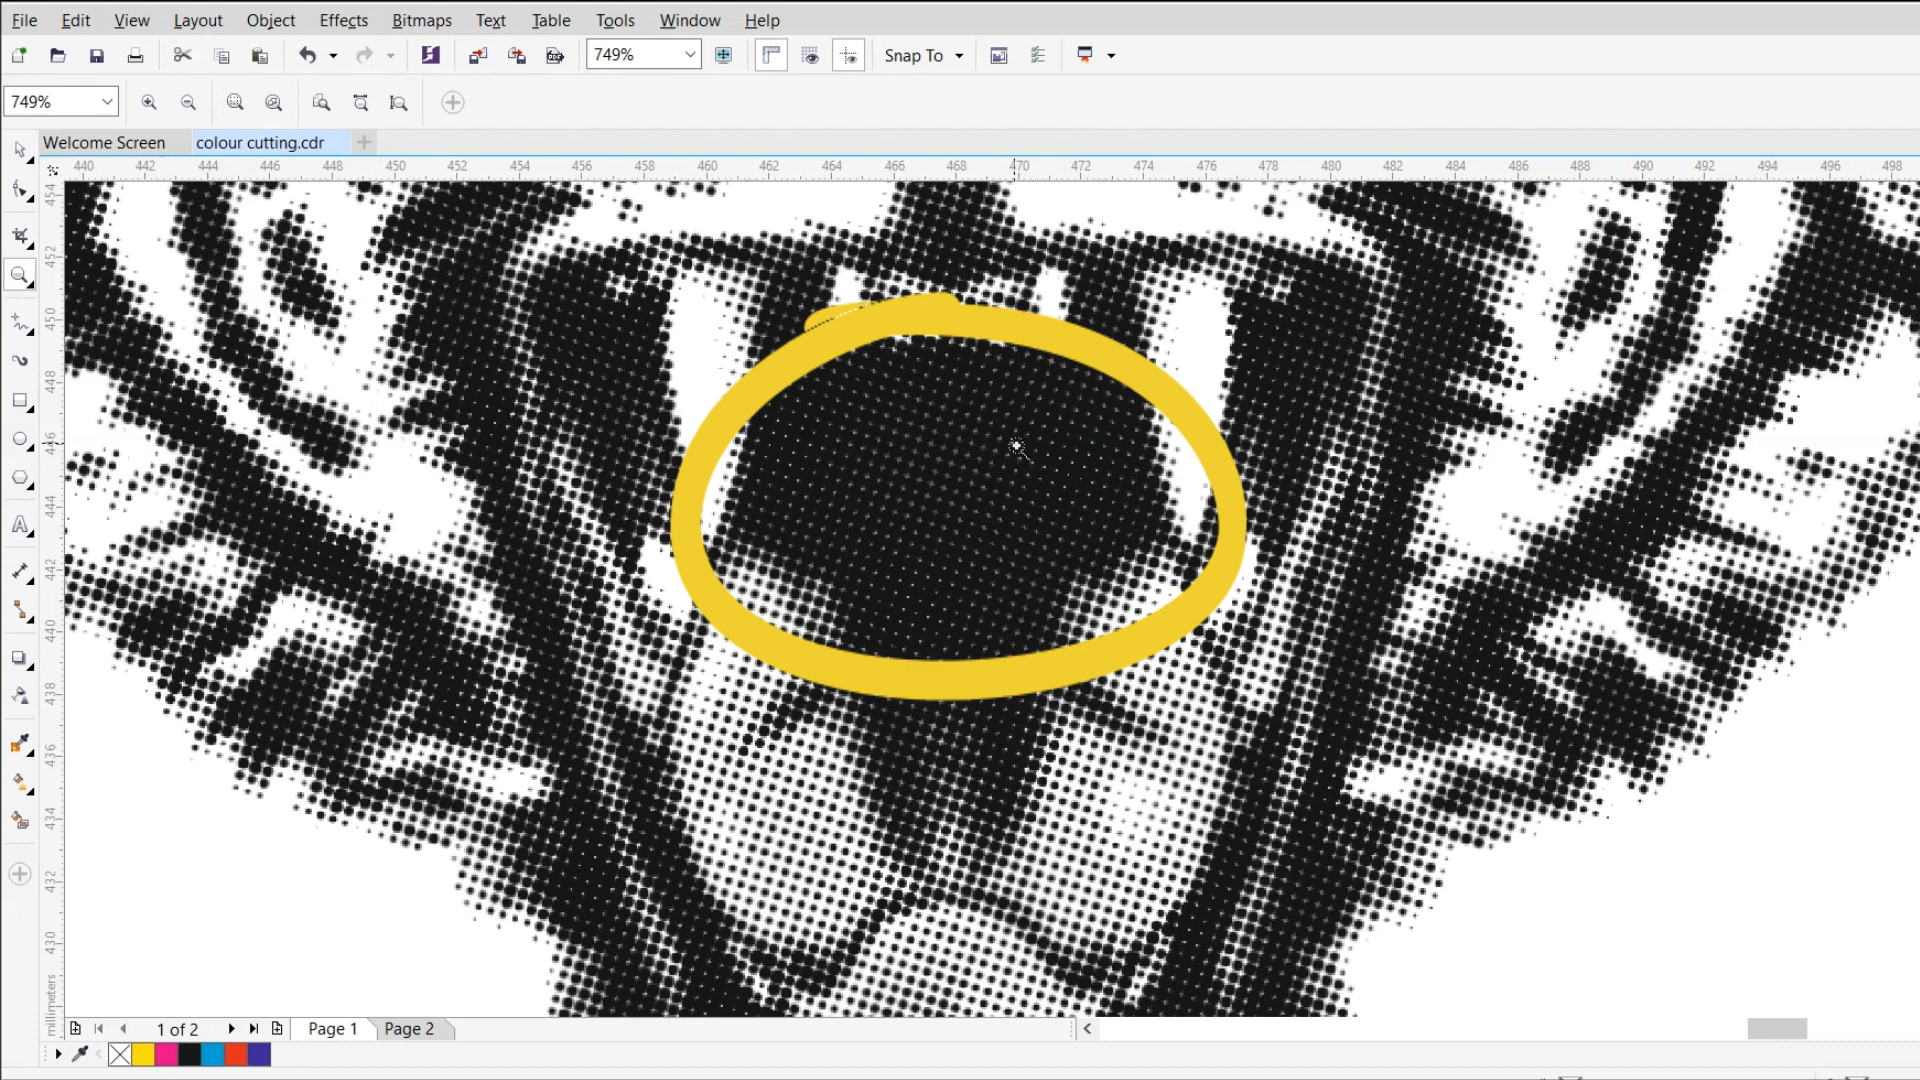 File Edit View Layout Object Effects Bitmaps Text Table Tools Window Help
749% Snap To
749%
Welcome Screen colour cutting.cdr
440 442 444 446 448 450 452 454 456 458 460 462 464 466 468 470 472 474 476 478 480 482 484 486 488 490 492 494 496 498
454
452
450
448
446
444
442
440
438
436
434
432
430
millimeters
1 of 2 Page 1 Page 2